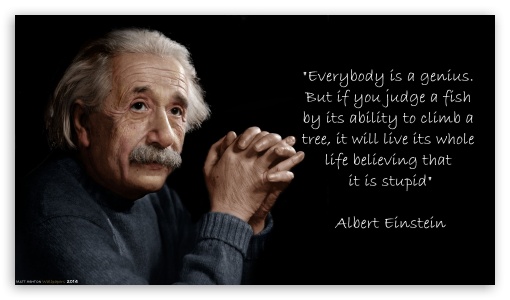 "Everybody is a genius.
But if you judge a fish
by its ability to climb a
tree, it will live its whole
life believing that
it is stupid"
Albert Einstein
2014